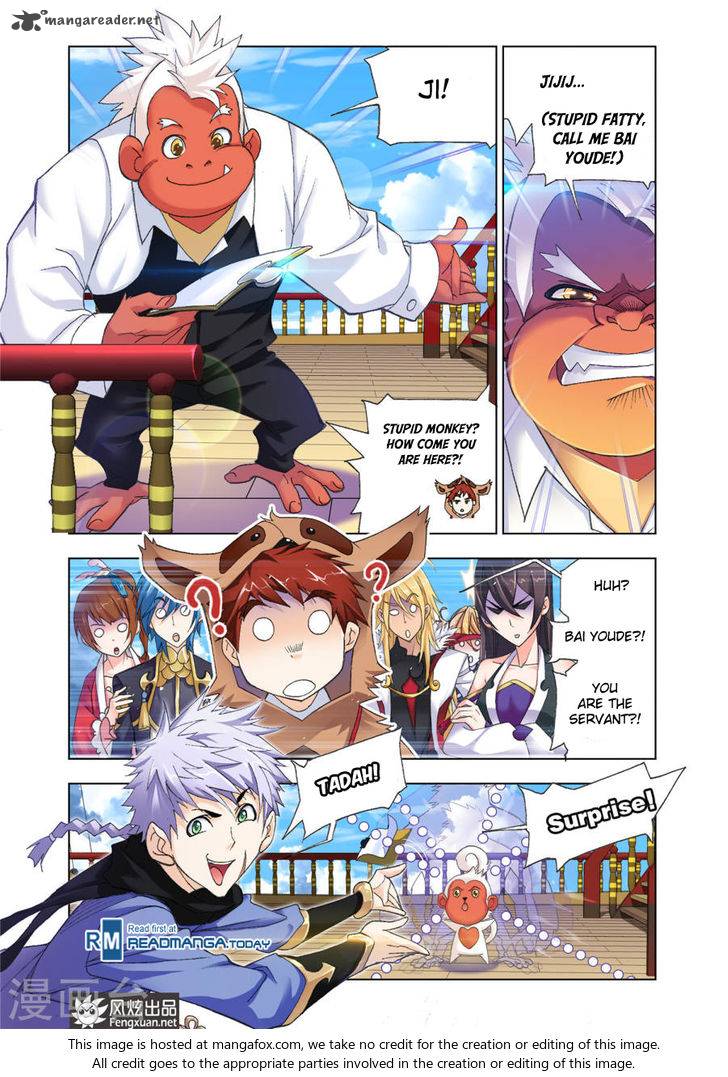 mangareader.net
JI!
JIJIJ...
(STUPID FATTY,
CALL ME BAI
YOUDE!)
STUPID MONKEY?
HOW COME YOU
ARE HERE?!
?
?
HUH?
BAI YOUDE?!
YOU
ARE THE
SERVANT?!
TADAH!
Surprise!
RM
Read first at
READMANGA.TODAY
漫画台
风炫出品
Fengxuan.net
This image is hosted at mangafox.com, we take no credit for the creation or editing of this image.
All credit goes to the appropriate parties involved in the creation or editing of this image.